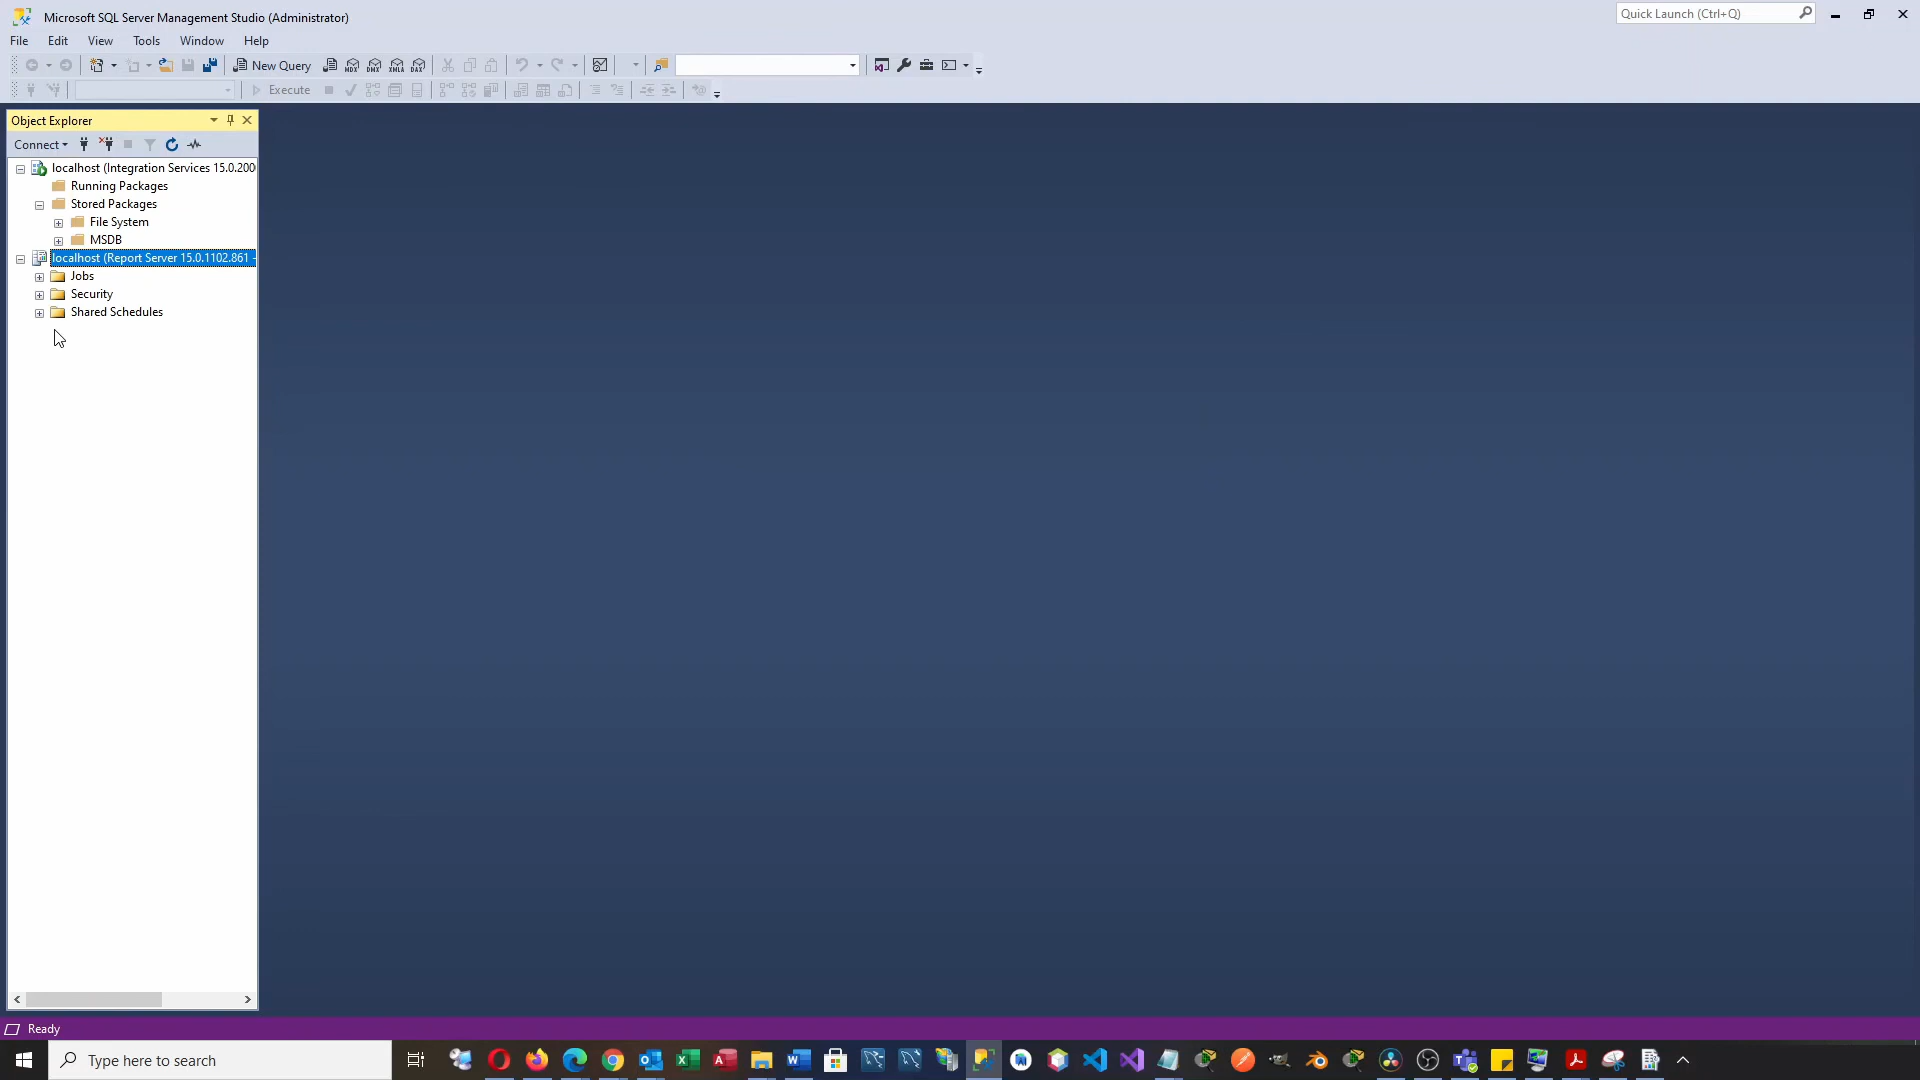 Microsoft SQL Server Management Studio (Administrator)
Quick Launch (Ctrl+Q)
File Edit View Tools Window Help
New Query
Execute
Object Explorer
Connect
localhost (Integration Services 15.0.200
Running Packages
Stored Packages
File System
MSDB
localhost (Report Server 15.0.1102.861 -
Jobs
Security
Shared Schedules
Ready
Type here to search